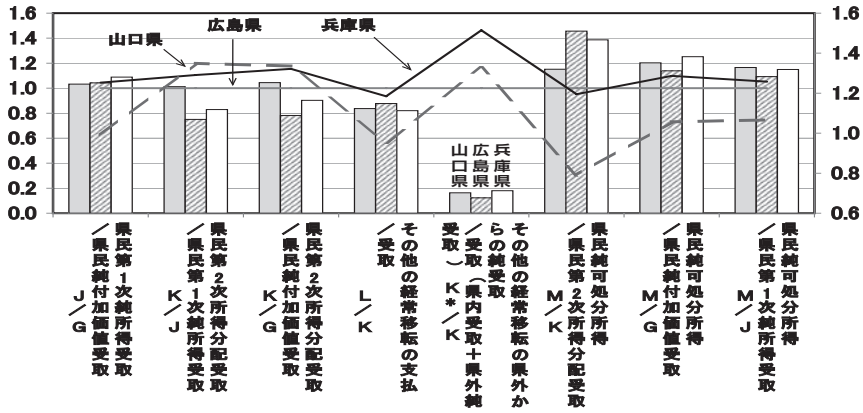 1.6
1.4
1.2
1.0
0.8
0.6
0.4
0.2
0.0
1.6
1.4
1.2
1.0
0.8
0.6
山口県
広島県
兵庫県
山口県
広島県
兵庫県
県民第1次純所得受取
／県民純付加価値受取
J／G
県民第2次所得分配受取
／県民第1次純所得受取
K／J
県民第2次所得分配受取
／県民純付加価値受取
K／G
その他の経常移転の支払
／受取
L／K
その他の経常移転の県外か
らの純受取
／受取（県内受取＋県外純
受取） K*／K
県民純可処分所得
／県民第2次所得分配受取
M／K
県民純可処分所得
／県民純付加価値受取
M／G
県民純可処分所得
／県民第1次純所得受取
M／J